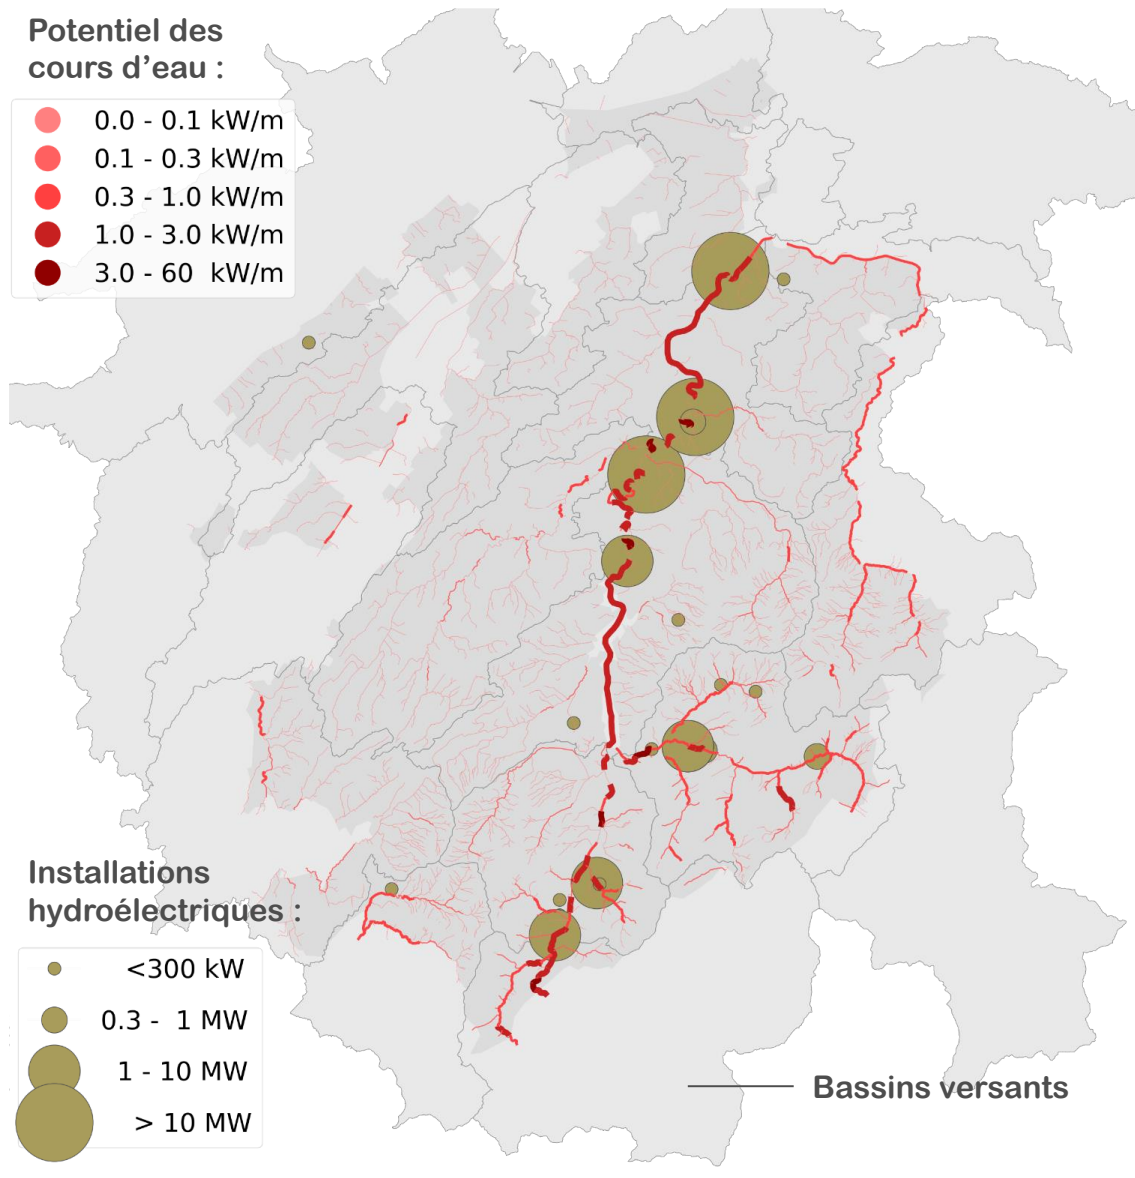 Potentiel des
cours d’eau :
0.0 - 0.1 kW/m
0.1 - 0.3 kW/m
0.3 - 1.0 kW/m
1.0 - 3.0 kW/m
3.0 - 60 kW/m
Installations
hydroélectriques :
<300 kW
0.3 - 1 MW
1 - 10 MW
> 10 MW
Bassins versants